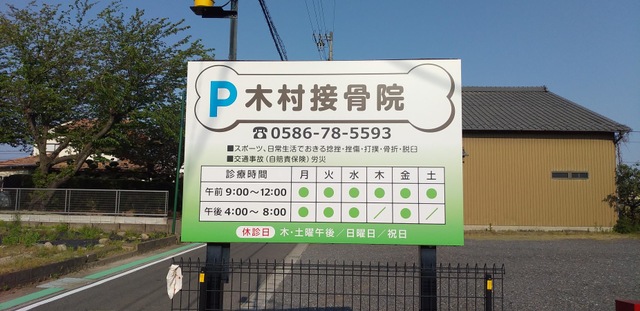 P 木村接骨院
☎0586-78-5593
■スポーツ、日常生活でおきる捻挫・挫傷・打撲・骨折・脱臼
■交通事故(自賠責保険)労災
診療時間 月 火 水 木 金 土
午前 9:00〜12:00 ● ● ● ● ● ●
午後 4:00〜 8:00 ● ● ● ／ ● ／
休診日 木・土曜午後／日曜日／祝日